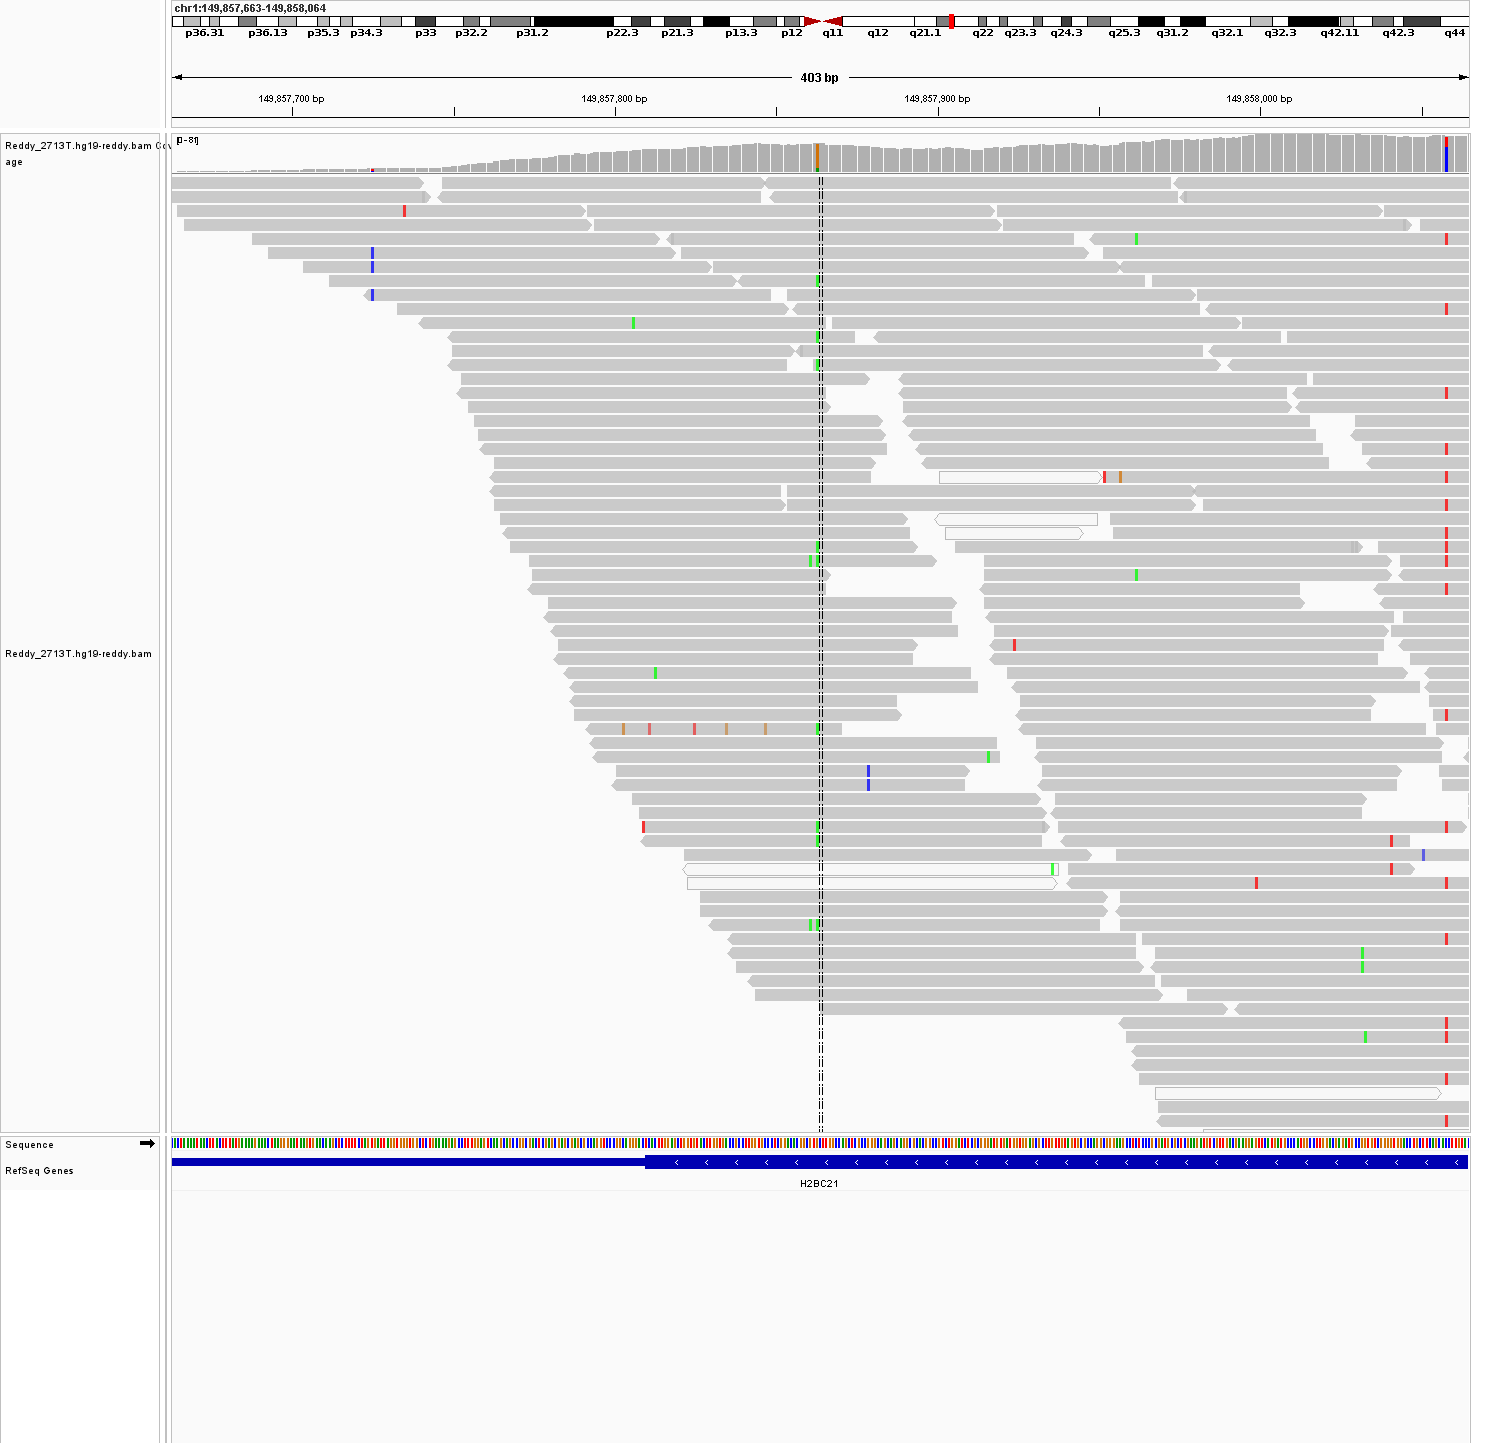 chr1:149,857,663-149,858,064
p36.31 p36.13 p35.3 p34.3 p33 p32.2 p31.2 p22.3 p21.3 p13.3 p12 q11 q12 q21.1 q22 q23.3 q24.3 q25.3 q31.2 q32.1 q32.3 q42.11 q42.3 q44
403 bp
149,857,700 bp 149,857,800 bp 149,857,900 bp 149,858,000 bp
Reddy_2713T.hg19-reddy.bam Cov
age
[0-81]
Reddy_2713T.hg19-reddy.bam
Sequence
RefSeq Genes
H2BC21